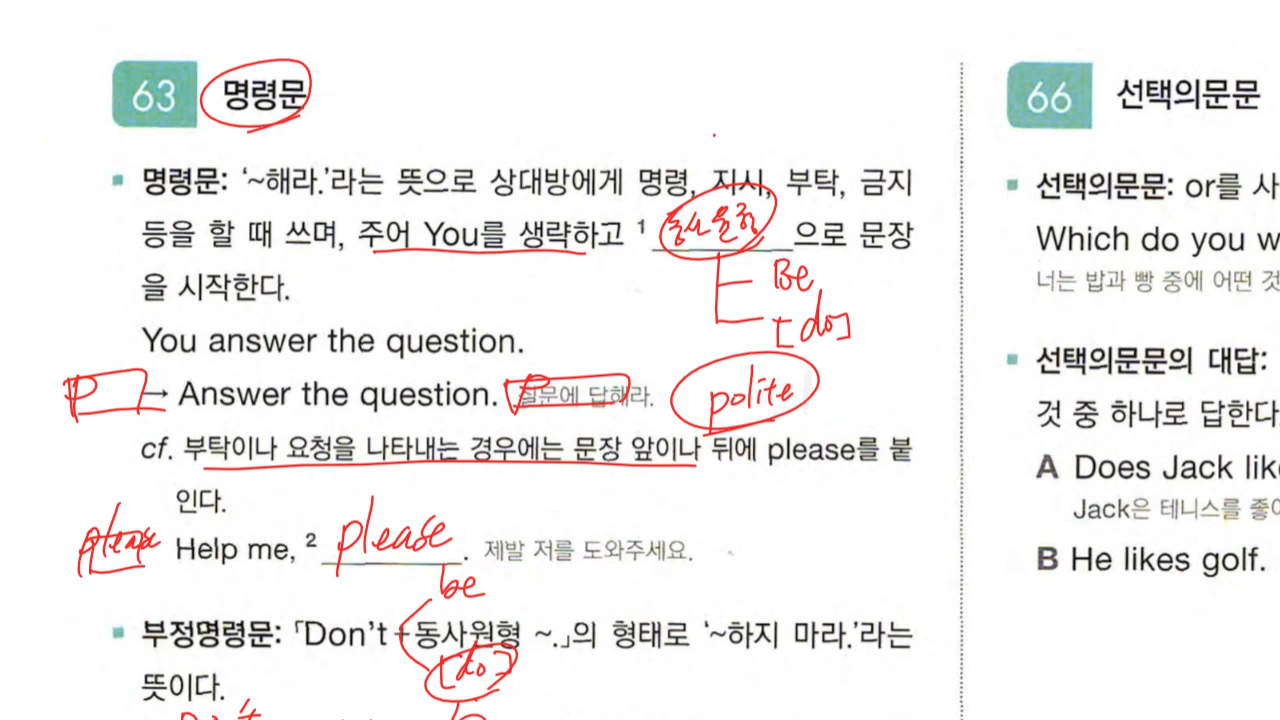 63 명령문
명령문: ‘~해라.’라는 뜻으로 상대방에게 명령, 지시, 부탁, 금지
등을 할 때 쓰며, 주어 You를 생략하고 1 동사원형 으로 문장
Be
을 시작한다.
[do]
You answer the question.
P → Answer the question. P 질문에 답해라.
polite
cf. 부탁이나 요청을 나타내는 경우에는 문장 앞이나 뒤에 please를 붙
인다.
please Help me, 2 please. 제발 저를 도와주세요.
be
부정명령문: 「Don't+동사원형 ~.」의 형태로 ‘~하지 마라.’라는
[do]
뜻이다.
66 선택의문문
선택의문문: or를 사
Which do you w
너는 밥과 빵 중에 어떤 것
선택의문문의 대답:
것 중 하나로 답한다.
A Does Jack like
Jack은 테니스를 좋아
B He likes golf.